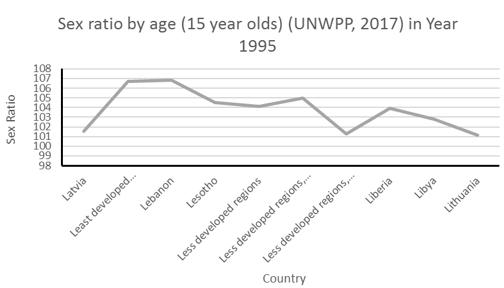 Sex ratio by age (15 year olds) (UNWPP, 2017) in Year
1995
108
107
106
105
104
103
102
101
100
99
98
Sex Ratio
Latvia
Least developed...
Lebanon
Lesotho
Less developed regions
Less developed regions,...
Less developed regions,...
Liberia
Libya
Lithuania
Country